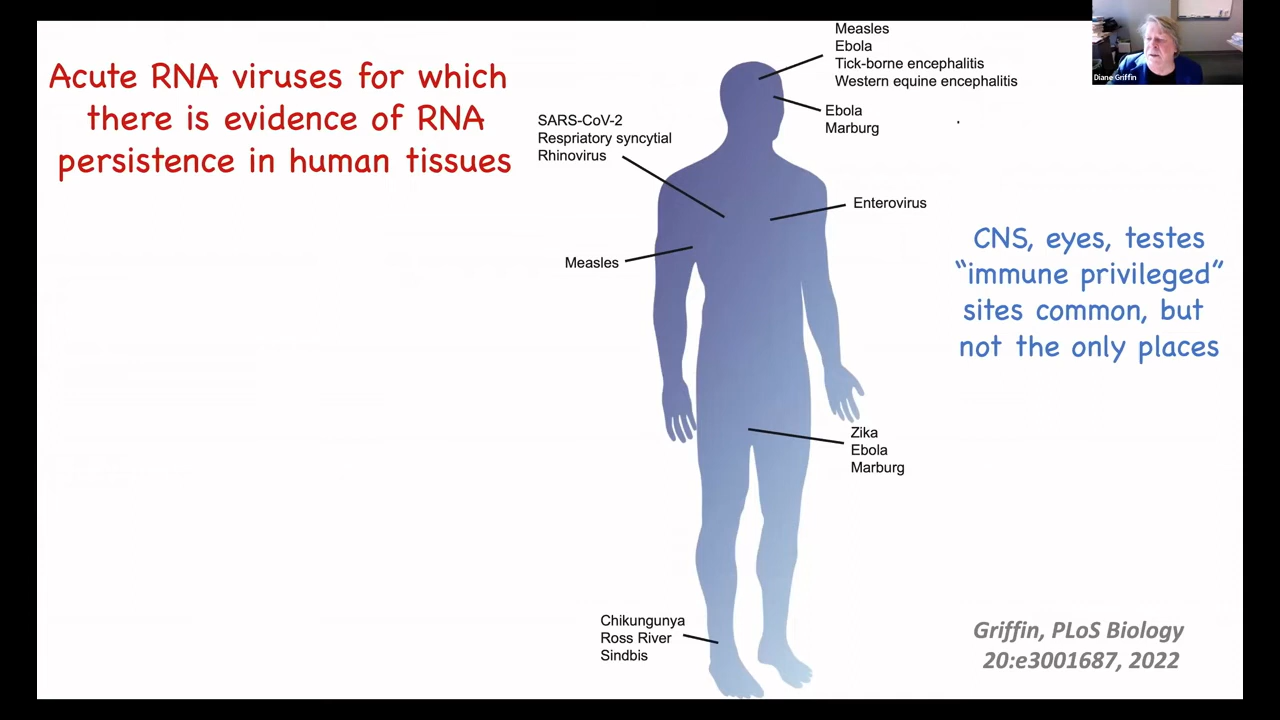 Acute RNA viruses for which
there is evidence of RNA
persistence in human tissues
Measles
Ebola
Tick-borne encephalitis
Western equine encephalitis
Ebola
Marburg
SARS-CoV-2
Respriatory syncytial
Rhinovirus
Enterovirus
Measles
CNS, eyes, testes
“immune privileged”
sites common, but
not the only places
Zika
Ebola
Marburg
Chikungunya
Ross River
Sindbis
Griffin, PLoS Biology
20:e3001687, 2022
Diane Griffin